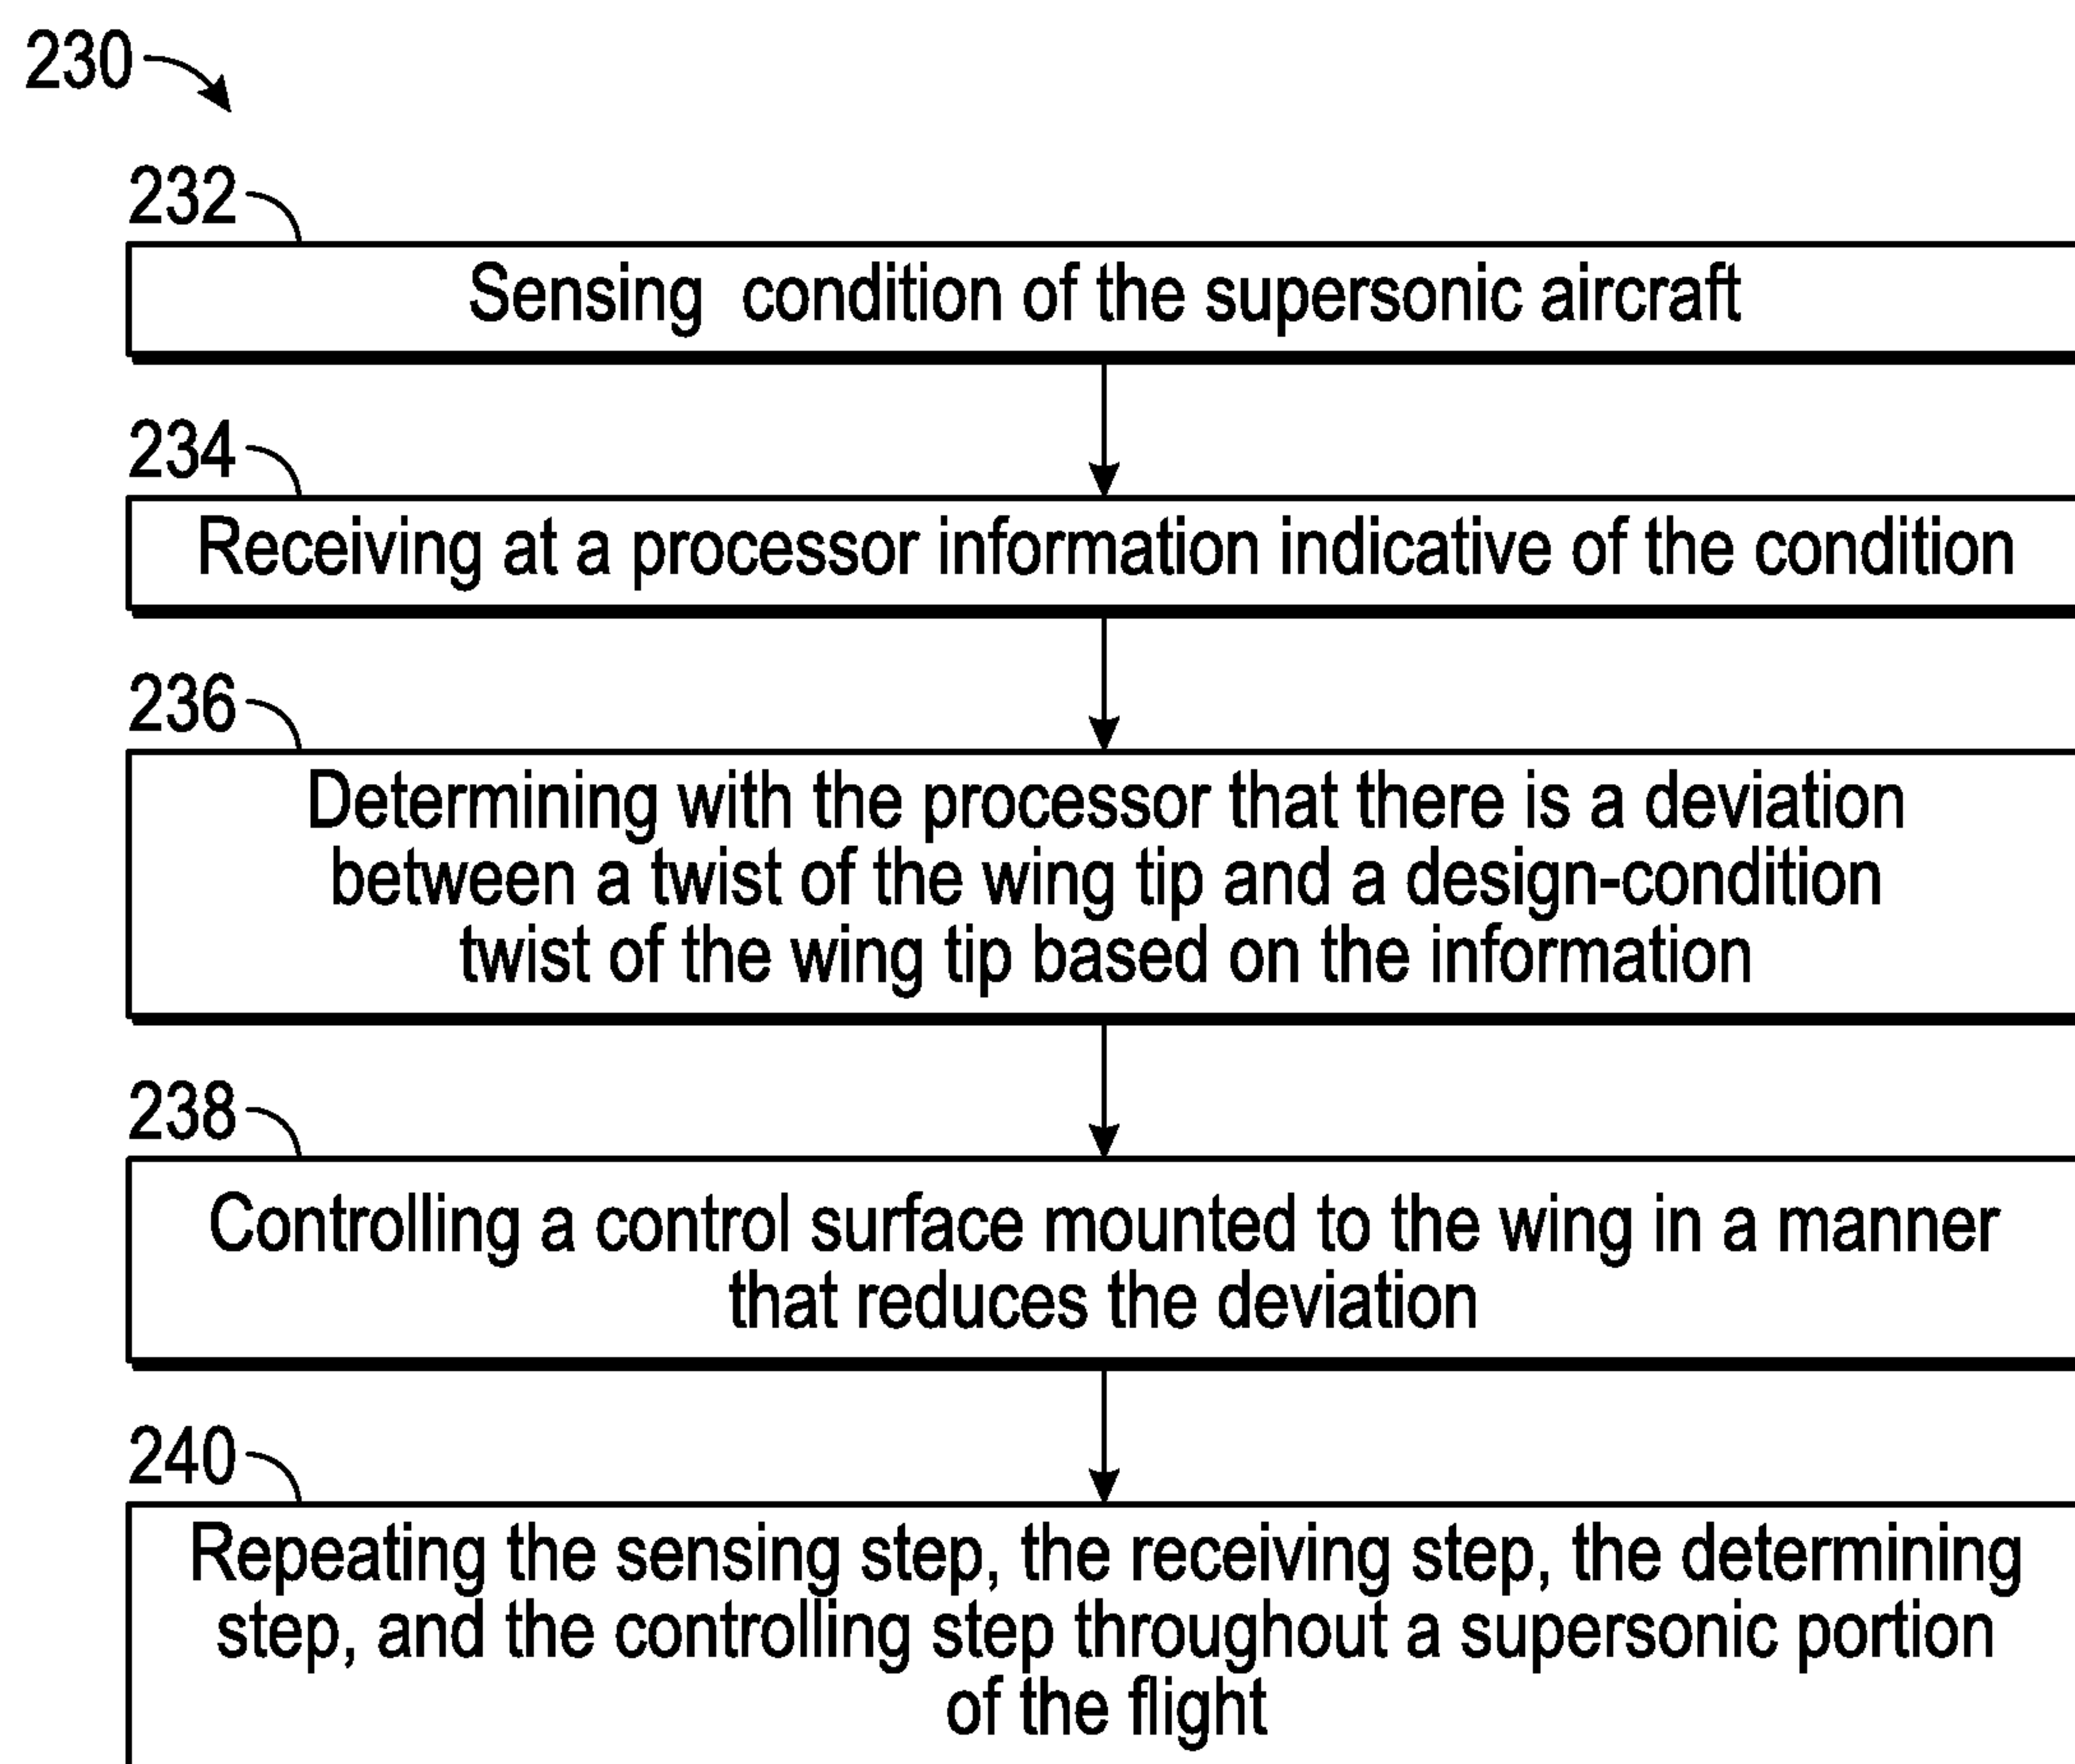 230
232
Sensing condition of the supersonic aircraft
234
Receiving at a processor information indicative of the condition
236
Determining with the processor that there is a deviation
between a twist of the wing tip and a design-condition
twist of the wing tip based on the information
238
Controlling a control surface mounted to the wing in a manner
that reduces the deviation
240
Repeating the sensing step, the receiving step, the determining
step, and the controlling step throughout a supersonic portion
of the flight